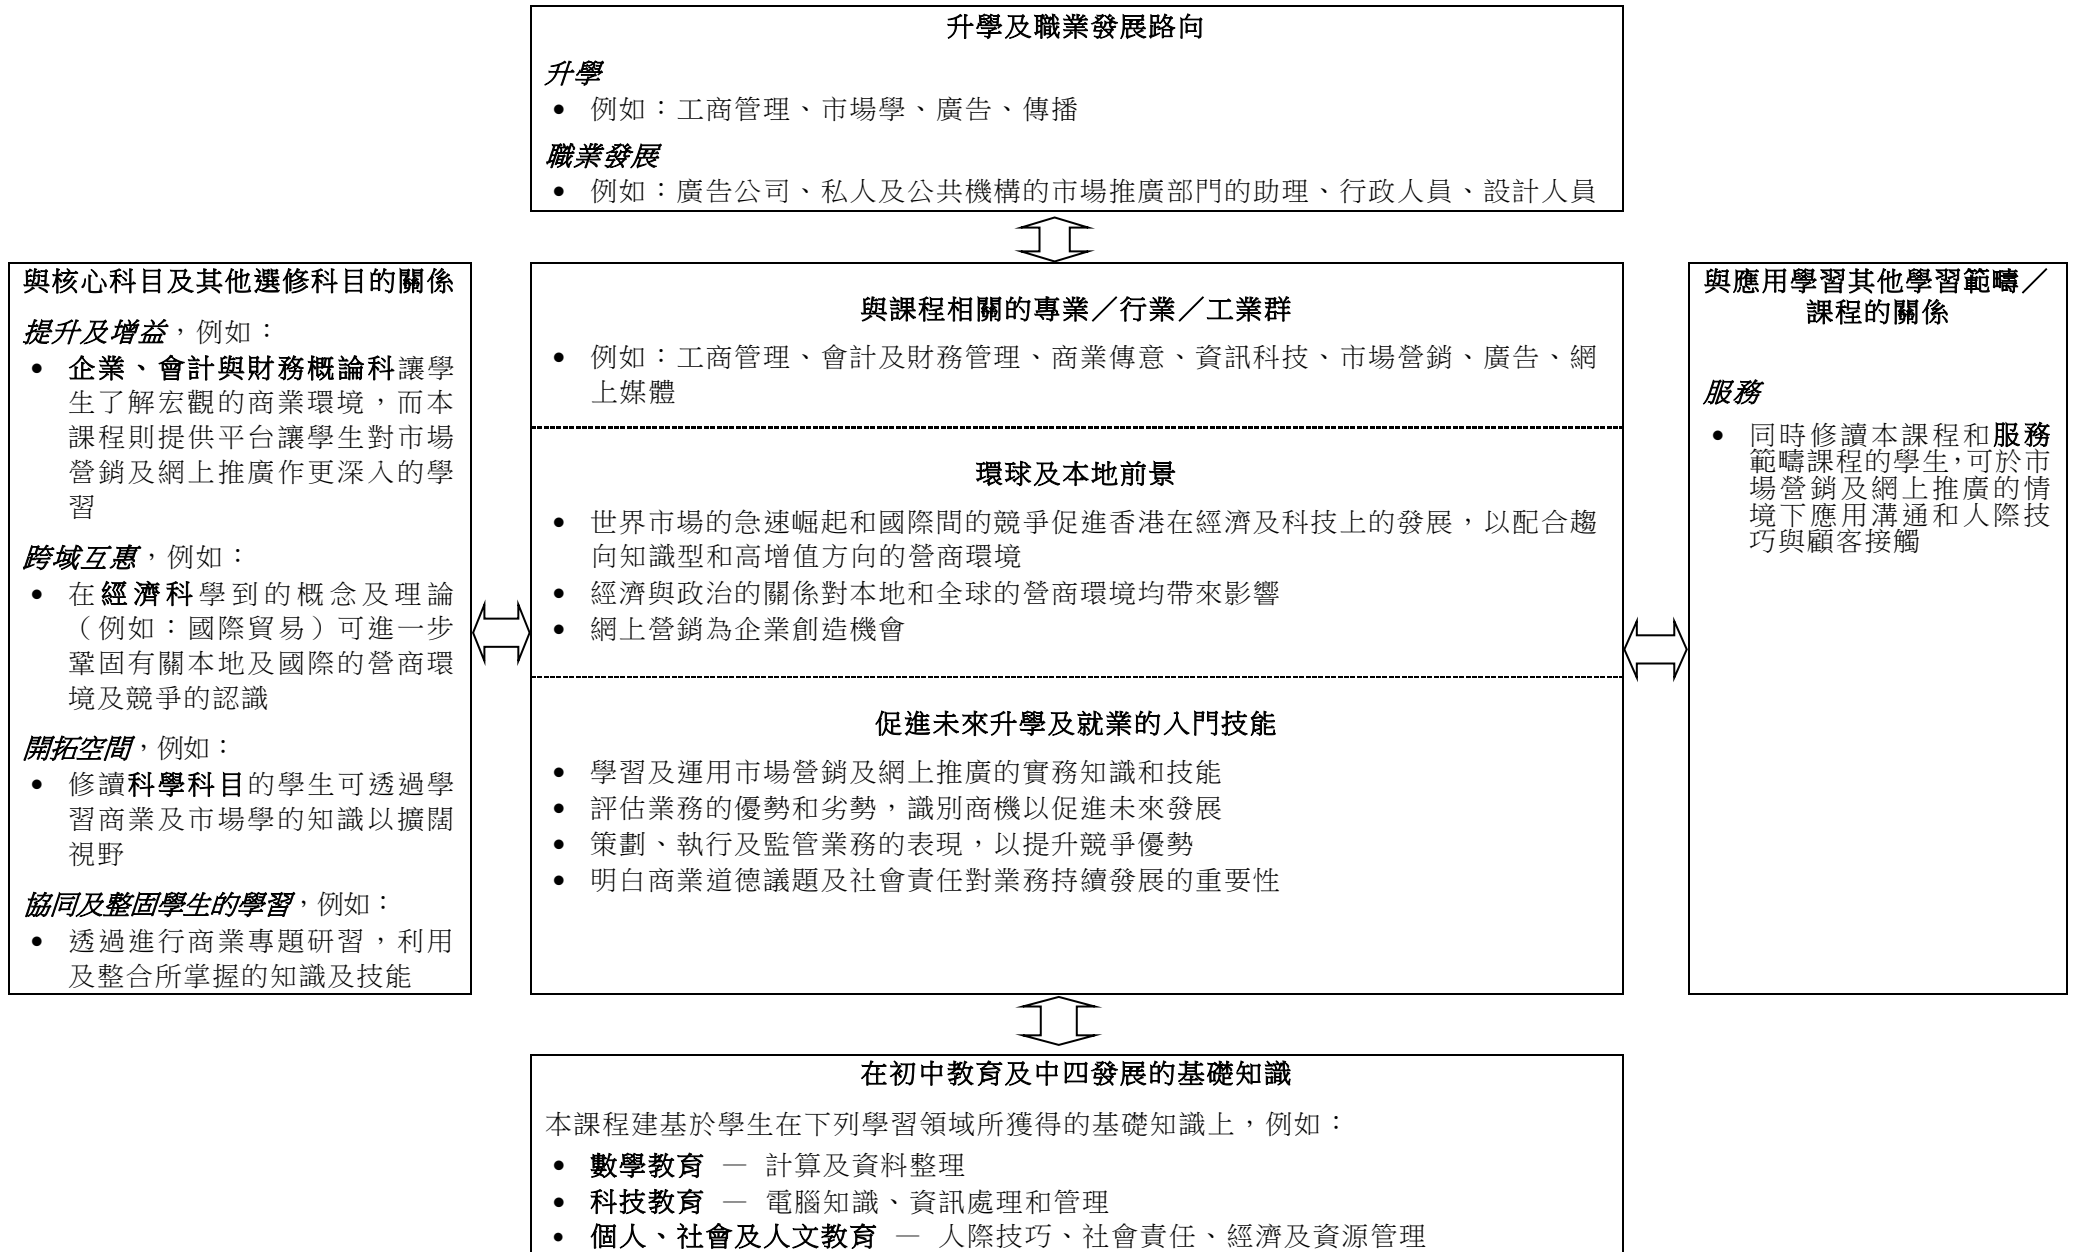 升學及職業發展路向
升學
• 例如：工商管理、市場學、廣告、傳播
職業發展
• 例如：廣告公司、私人及公共機構的市場推廣部門的助理、行政人員、設計人員
與核心科目及其他選修科目的關係
提升及增益，例如：
• 企業、會計與財務概論科讓學
生了解宏觀的商業環境，而本
課程則提供平台讓學生對市場
營銷及網上推廣作更深入的學
習
跨域互惠，例如：
• 在經濟科學到的概念及理論
（例如：國際貿易）可進一步
鞏固有關本地及國際的營商環
境及競爭的認識
開拓空間，例如：
• 修讀科學科目的學生可透過學
習商業及市場學的知識以擴闊
視野
協同及整固學生的學習，例如：
• 透過進行商業專題研習，利用
及整合所掌握的知識及技能
與課程相關的專業／行業／工業群
• 例如：工商管理、會計及財務管理、商業傳意、資訊科技、市場營銷、廣告、網
上媒體
環球及本地前景
• 世界市場的急速崛起和國際間的競爭促進香港在經濟及科技上的發展，以配合趨
向知識型和高增值方向的營商環境
• 經濟與政治的關係對本地和全球的營商環境均帶來影響
• 網上營銷為企業創造機會
促進未來升學及就業的入門技能
• 學習及運用市場營銷及網上推廣的實務知識和技能
• 評估業務的優勢和劣勢，識別商機以促進未來發展
• 策劃、執行及監管業務的表現，以提升競爭優勢
• 明白商業道德議題及社會責任對業務持續發展的重要性
與應用學習其他學習範疇／
課程的關係
服務
• 同時修讀本課程和服務
範疇課程的學生，可於市
場營銷及網上推廣的情
境下應用溝通和人際技
巧與顧客接觸
在初中教育及中四發展的基礎知識
本課程建基於學生在下列學習領域所獲得的基礎知識上，例如：
• 數學教育 — 計算及資料整理
• 科技教育 — 電腦知識、資訊處理和管理
• 個人、社會及人文教育 — 人際技巧、社會責任、經濟及資源管理